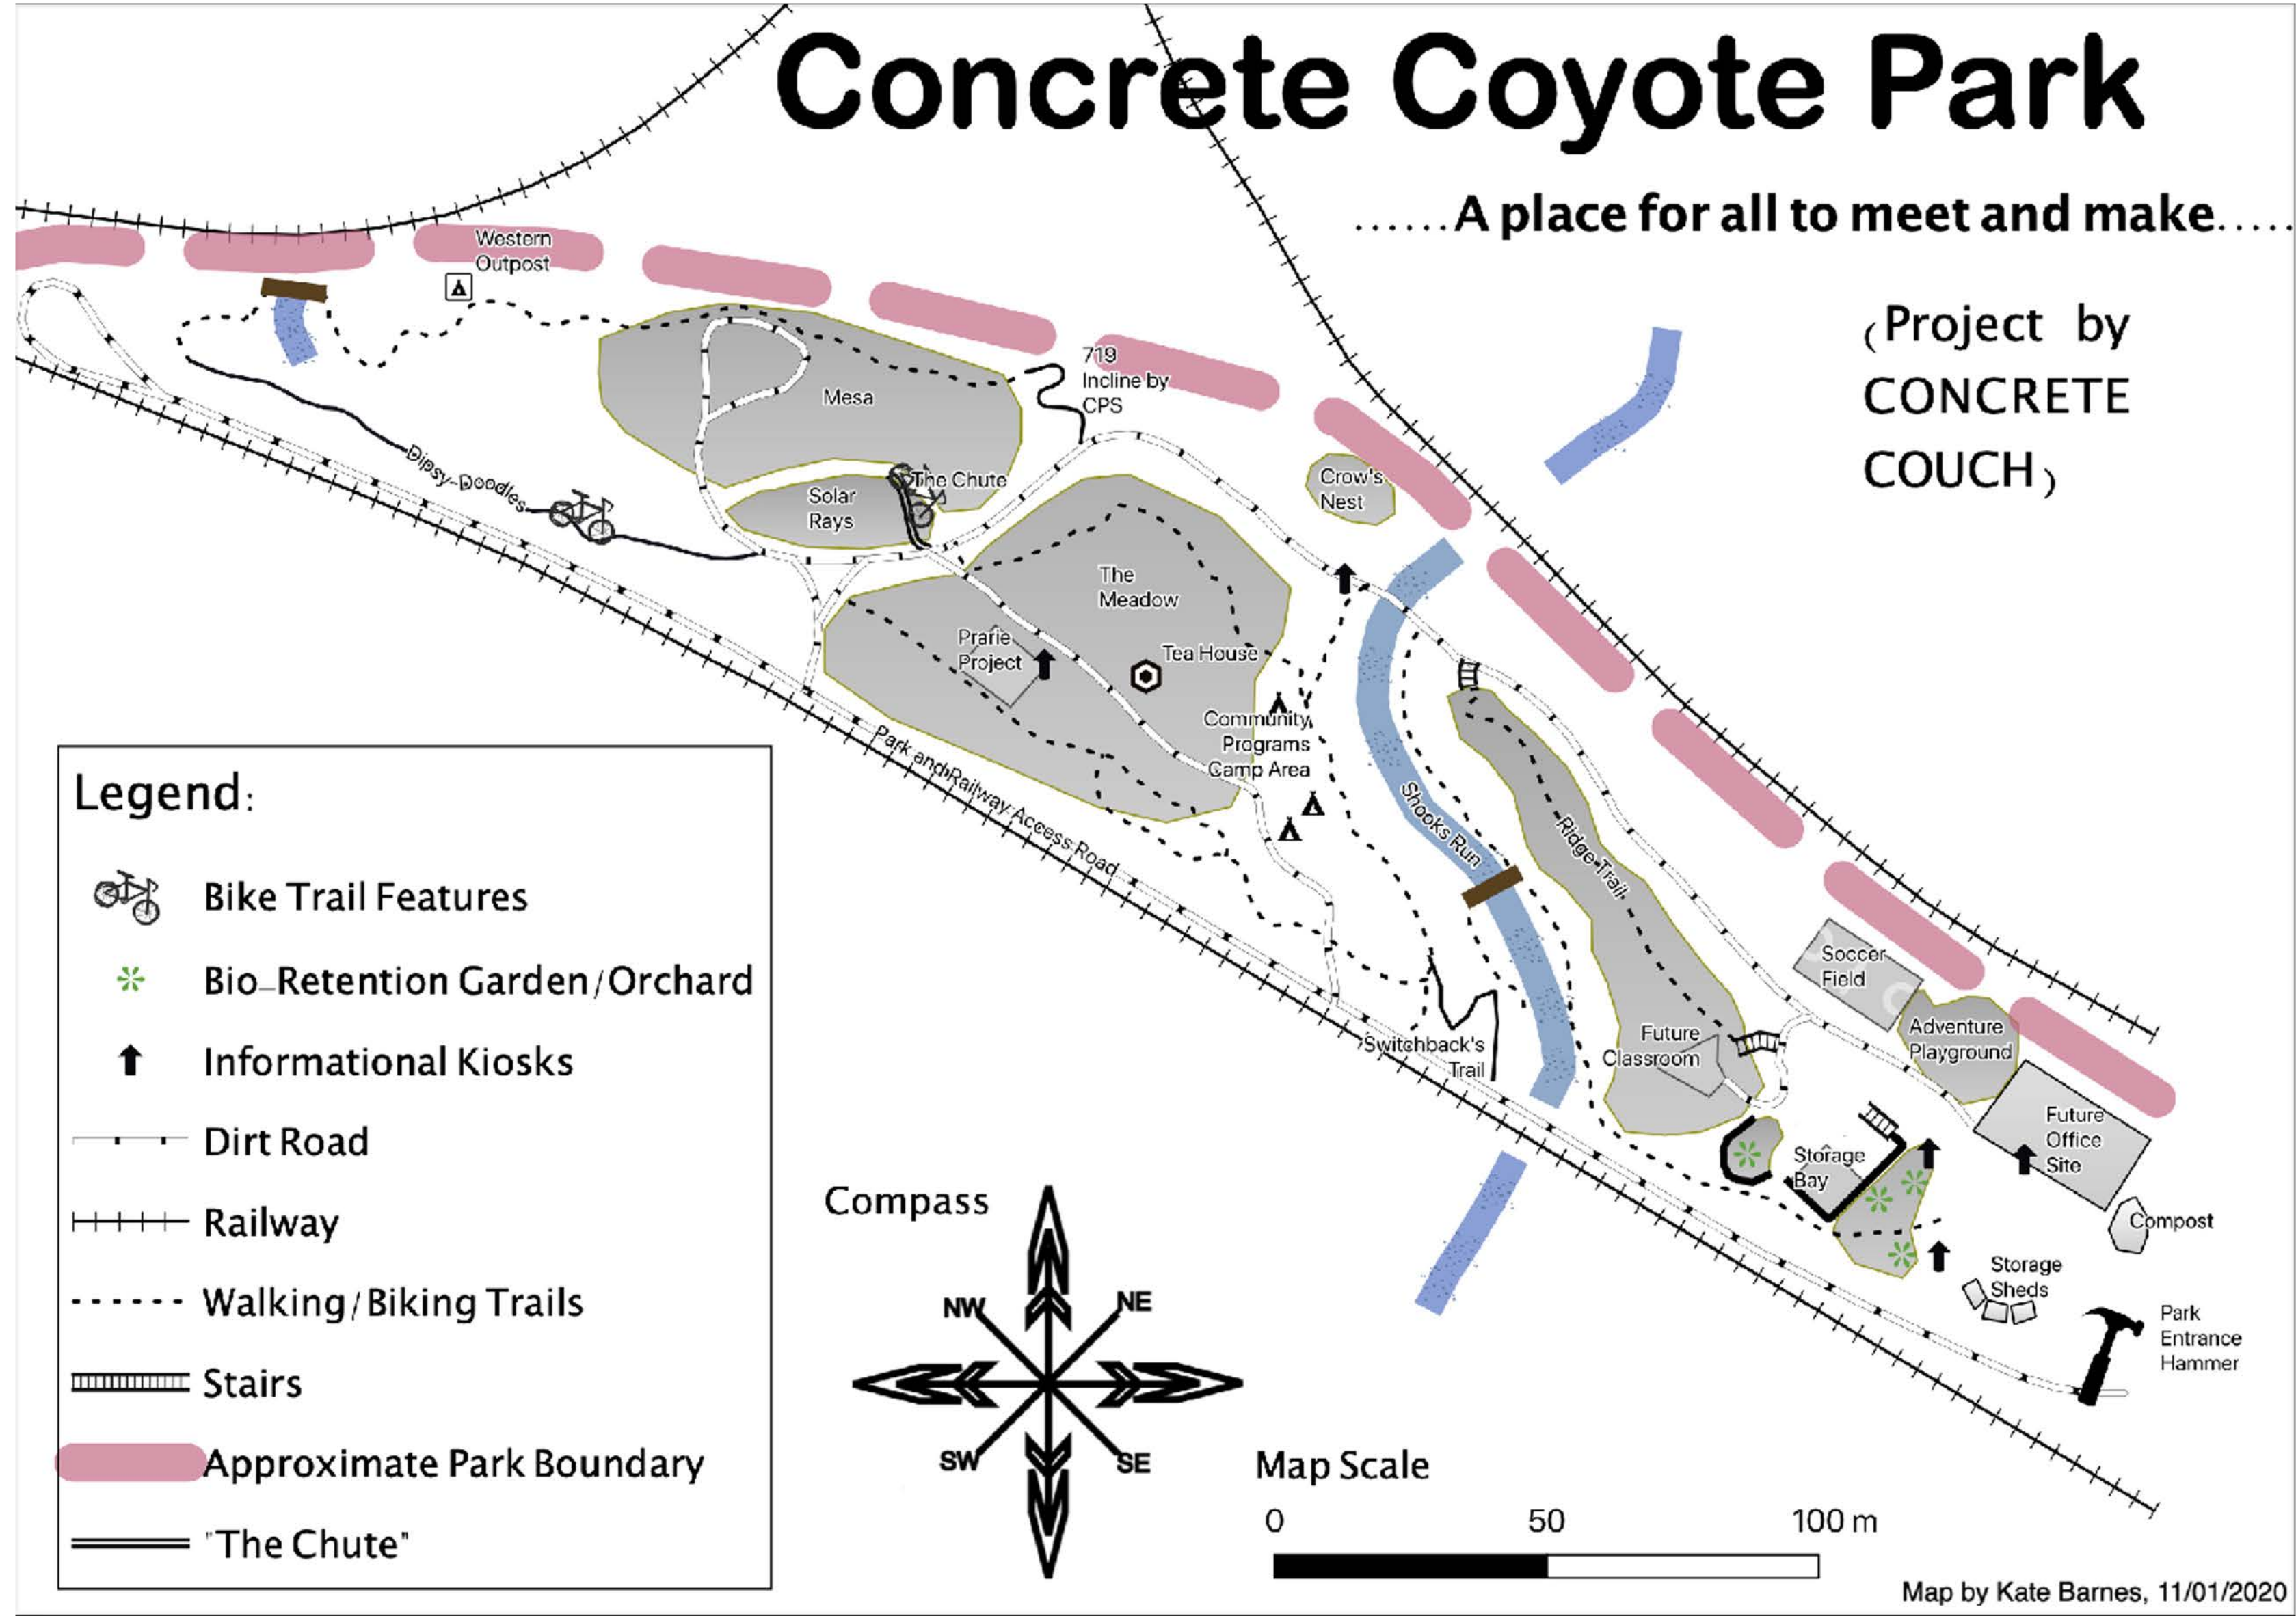 Concrete Coyote Park
......A place for all to meet and make.....
(Project by
CONCRETE
COUCH)
Western
Outpost
719
Incline by
CPS
Mesa
The Chute
Solar
Rays
Crow's
Nest
Dipsy-Doodles
The
Meadow
Prarie
Project
Tea House
Community
Programs
Camp Area
Park and Railway Access Road
Shooks Run
Ridge Trail
Soccer
Field
Adventure
Playground
Future
Classroom
Switchback's
Trail
Future
Office
Site
Storage
Bay
Compost
Storage
Sheds
Park
Entrance
Hammer
Legend:
Bike Trail Features
Bio-Retention Garden/Orchard
Informational Kiosks
Dirt Road
Railway
Walking/Biking Trails
Stairs
Approximate Park Boundary
"The Chute"
Compass
NW
NE
SW
SE
Map Scale
0 50 100 m
Map by Kate Barnes, 11/01/2020